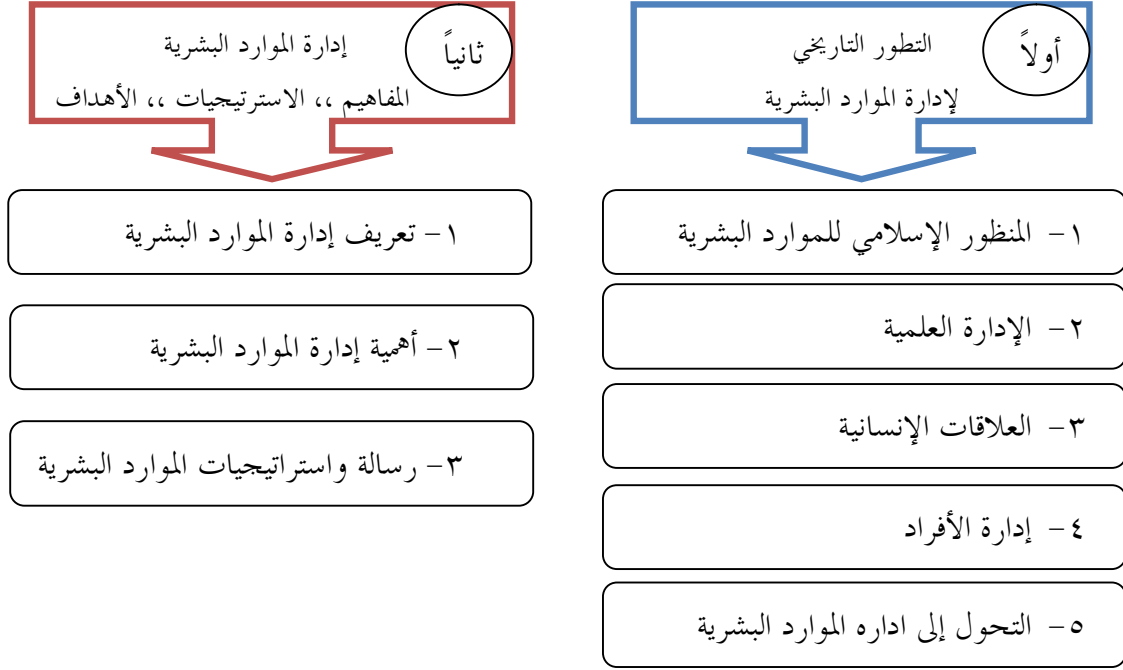 أولاً
التطور التاريخي
لإدارة الموارد البشرية
١- المنظور الإسلامي للموارد البشرية
٢- الإدارة العلمية
٣- العلاقات الإنسانية
٤- إدارة الأفراد
٥- التحول إلى اداره الموارد البشرية
ثانياً
إدارة الموارد البشرية
المفاهيم ،، الاسترتيجيات ،، الأهداف
١- تعريف إدارة الموارد البشرية
٢- أهمية إدارة الموارد البشرية
٣- رسالة واستراتيجيات الموارد البشرية